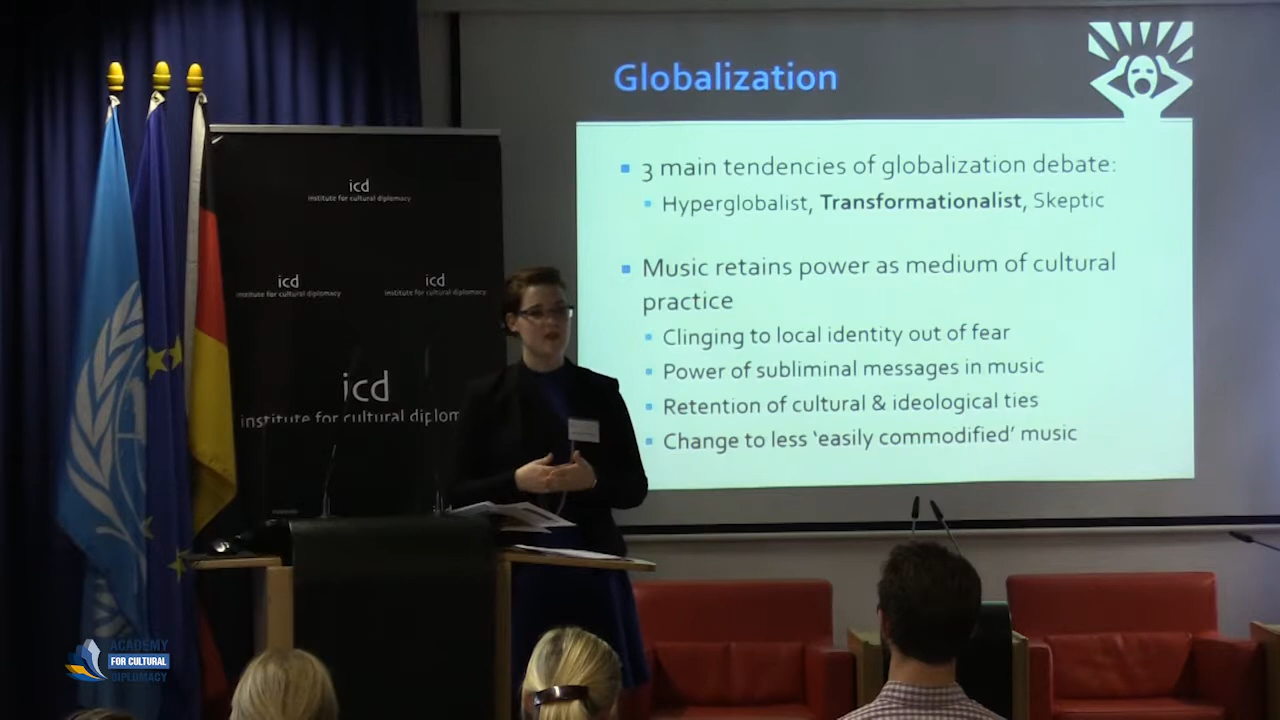 Globalization
3 main tendencies of globalization debate:
Hyperglobalist, Transformationalist, Skeptic
Music retains power as medium of cultural
practice
Clinging to local identity out of fear
Power of subliminal messages in music
Retention of cultural & ideological ties
Change to less 'easily commodified' music
icd
institute for cultural diplomacy
icd
institute for cultural diplomacy
icd
institute for cultural diplomacy
icd
institute for cultural diplom
ACADEMY
FOR CULTURAL
DIPLOMACY